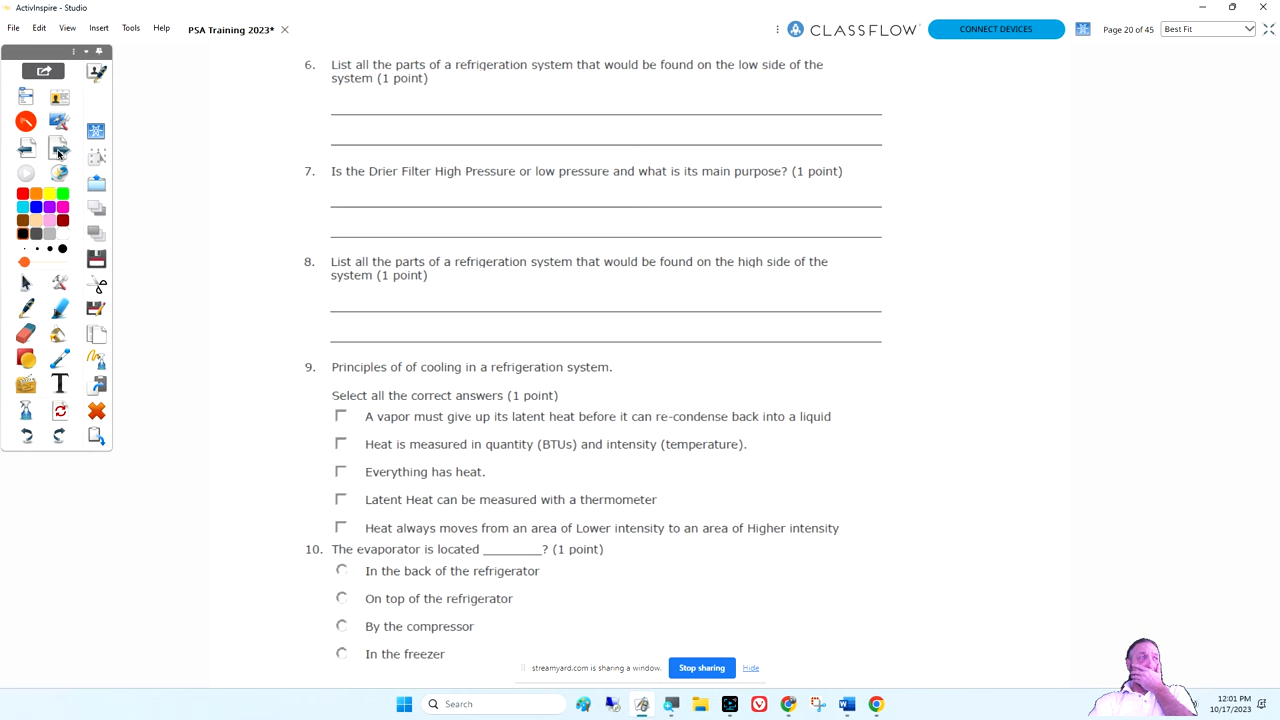 ActivInspire - Studio
File Edit View Insert Tools Help PSA Training 2023* CLASSFLOW CONNECT DEVICES Page 20 of 45 Best Fit
6. List all the parts of a refrigeration system that would be found on the low side of the
system (1 point)
7. Is the Drier Filter High Pressure or low pressure and what is its main purpose? (1 point)
8. List all the parts of a refrigeration system that would be found on the high side of the
system (1 point)
9. Principles of of cooling in a refrigeration system.
Select all the correct answers (1 point)
A vapor must give up its latent heat before it can re-condense back into a liquid
Heat is measured in quantity (BTUs) and intensity (temperature).
Everything has heat.
Latent Heat can be measured with a thermometer
Heat always moves from an area of Lower intensity to an area of Higher intensity
10. The evaporator is located _________? (1 point)
In the back of the refrigerator
On top of the refrigerator
By the compressor
In the freezer
streamyard.com is sharing a window. Stop sharing Hide
Search
12:01 PM
10/17/2023